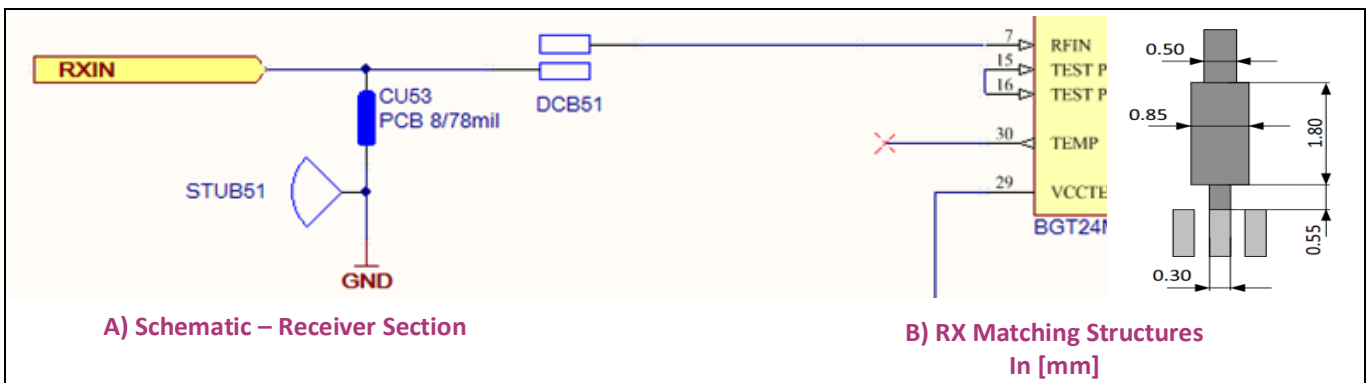 RXIN
CU53
PCB 8/78mil
STUB51
GND
DCB51
7 RFIN
15 TEST P
16 TEST P
30 TEMP
29 VCCTE
BGT24M
0.50
0.85
1.80
0.55
0.30
A) Schematic – Receiver Section
B) RX Matching Structures
In [mm]